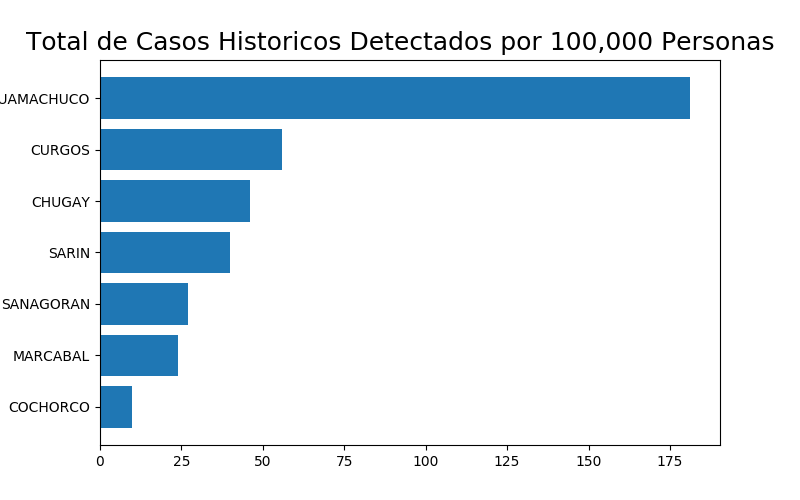 Total de Casos Historicos Detectados por 100,000 Personas
UAMACHUCO
CURGOS
CHUGAY
SARIN
SANAGORAN
MARCABAL
COCHORCO
0 25 50 75 100 125 150 175